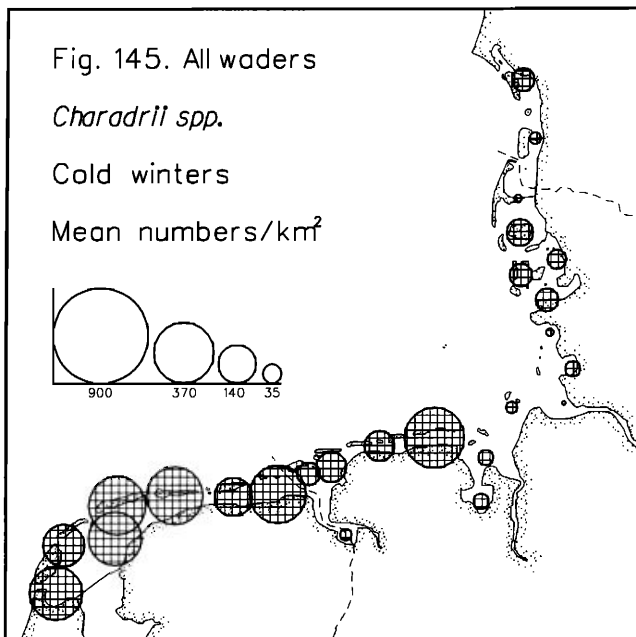 Fig. 145. All waders
Charadrii spp.
Cold winters
Mean numbers/km²
900 370 140 35